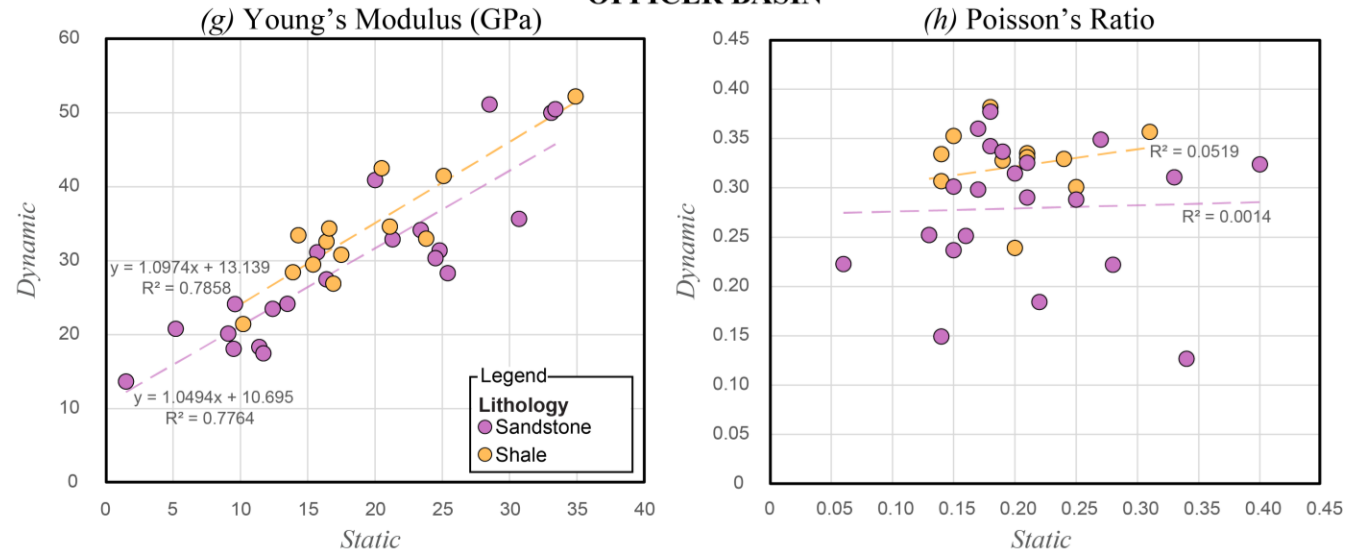 OFFICER BASIN
(g) Young's Modulus (GPa)
60
50
40
30
20
10
0
Dynamic
y = 1.0974x + 13.139
R² = 0.7858
y = 1.0494x + 10.695
R² = 0.7764
Legend
Lithology
Sandstone
Shale
0 5 10 15 20 25 30 35 40
Static
(h) Poisson's Ratio
0.45
0.40
0.35
0.30
0.25
0.20
0.15
0.10
0.05
0
Dynamic
R² = 0.0519
R² = 0.0014
0 0.05 0.15 0.20 0.25 0.30 0.35 0.40 0.45
Static